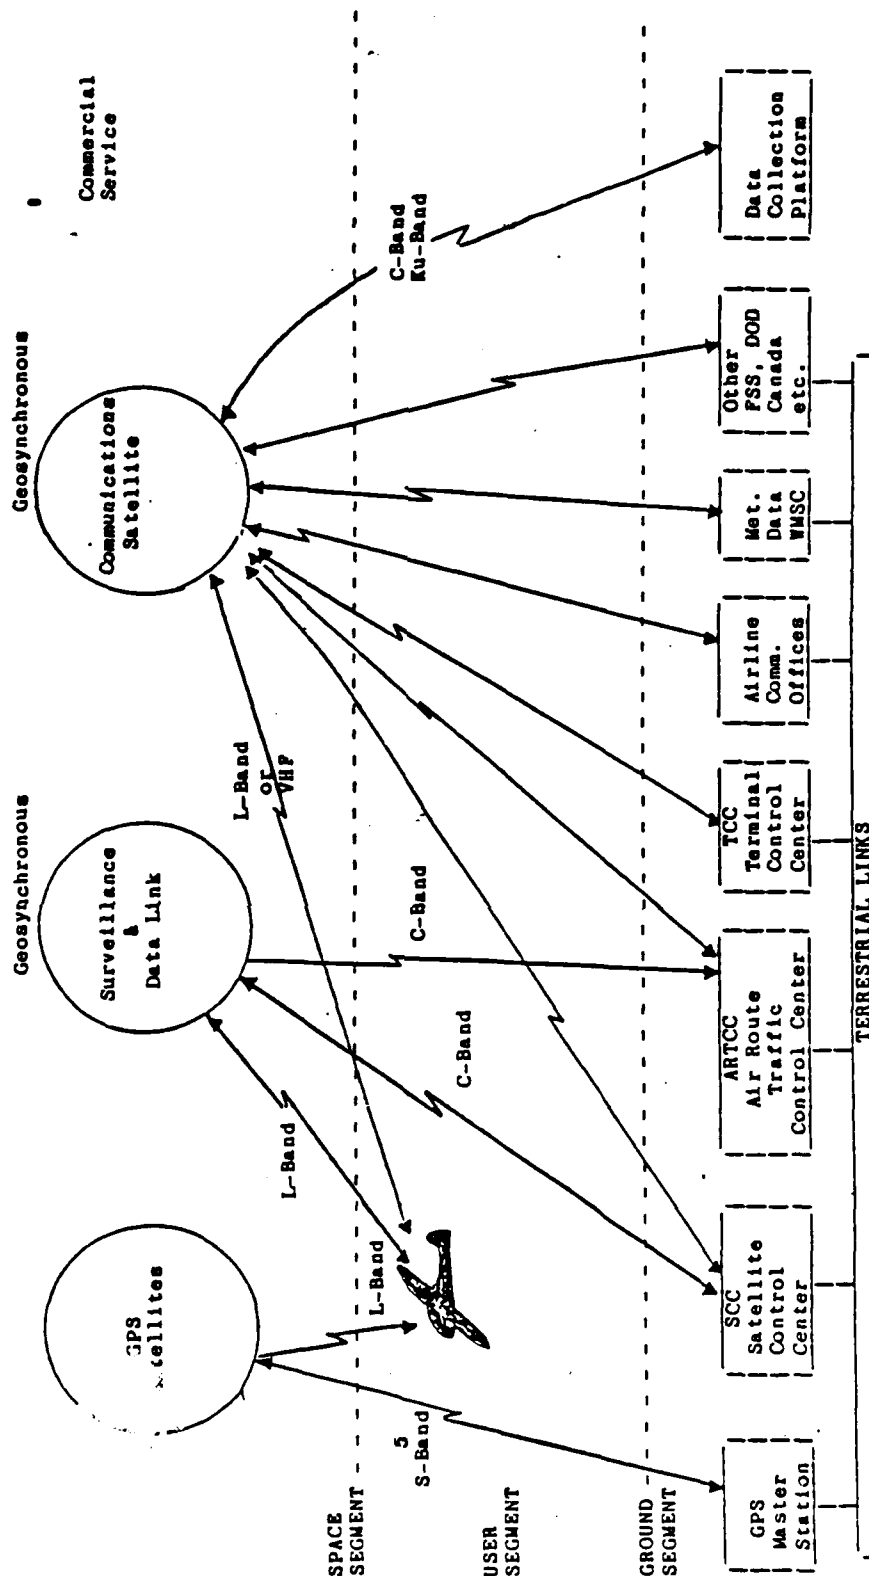 Geosynchronous
Geosynchronous
Commercial
Service
GPS
Surveillance
&
Data Link
Communications
Satellite
L-Band
L-Band
L-Band
or
VHF
C-Band
C-Band
C-Band
Ku-Band
5
S-Band
SPACE
SEGMENT
USER
SEGMENT
GROUND
SEGMENT
GPS
Master
Station
SCC
Satellite
Control
Center
ARTCC
Air Route
Traffic
Control Center
TCC
Terminal
Control
Center
Airline
Comm.
Offices
Met.
Data
WMSC
Other
FSS, DOD
Canada
etc.
Data
Collection
Platform
TERRESTRIAL LINKS